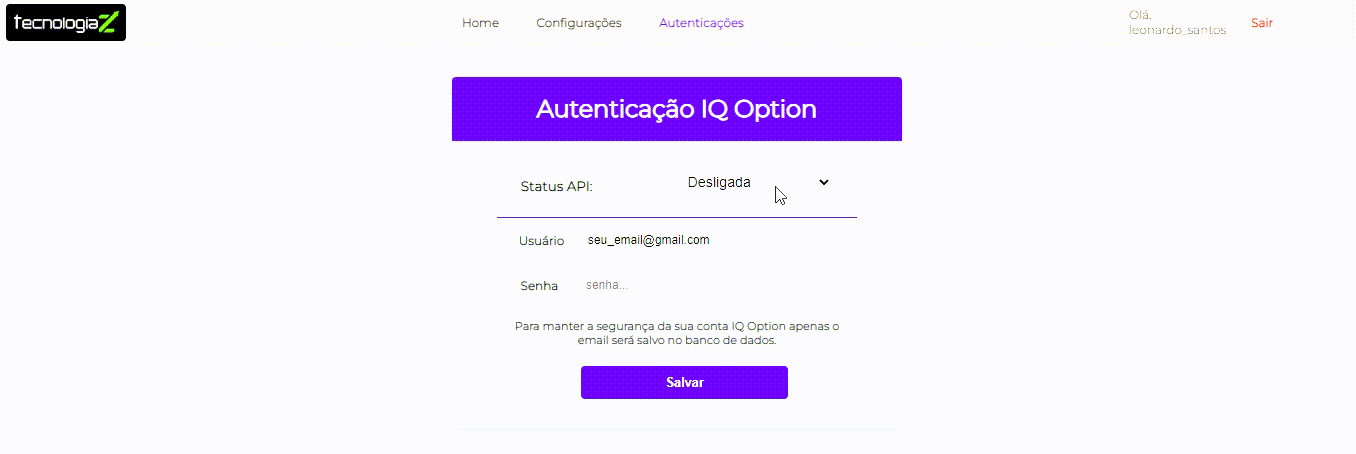 tecnologiaZ
Home Configurações Autenticações
Olá,
leonardo_santos
Sair
Autenticação IQ Option
Status API: Desligada
Usuário seu_email@gmail.com
Senha senha...
Para manter a segurança da sua conta IQ Option apenas o
email será salvo no banco de dados.
Salvar